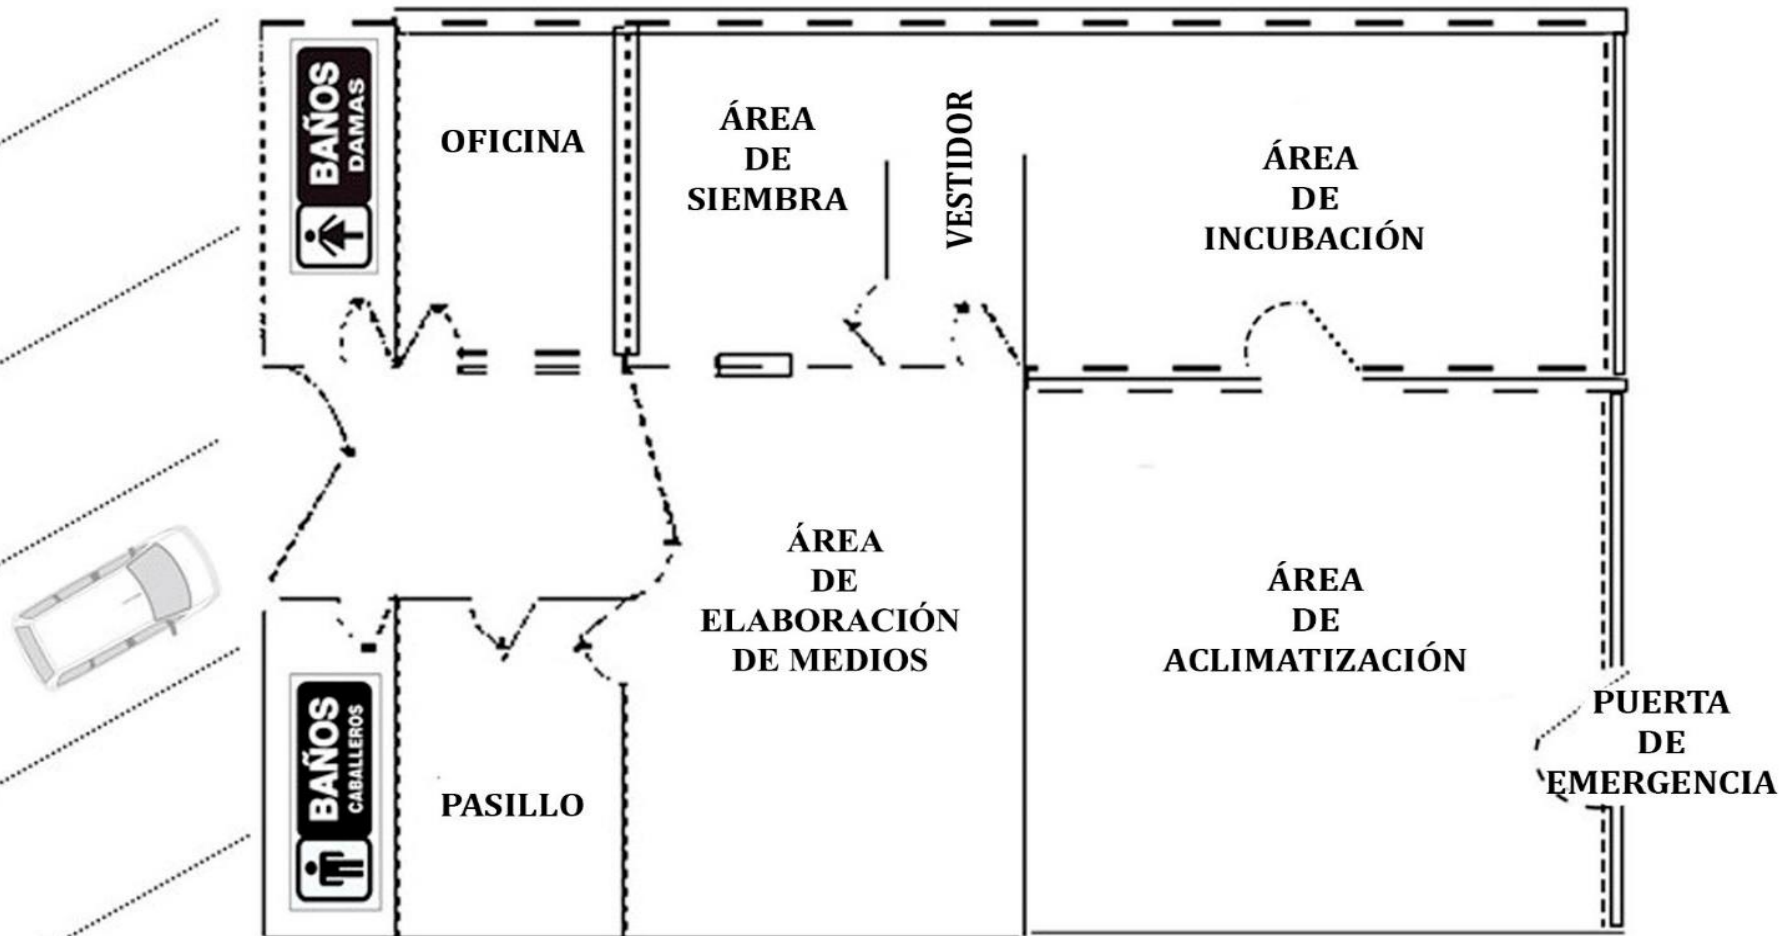 BAÑOS
DAMAS
OFICINA
ÁREA
DE
SIEMBRA
VESTIDOR
ÁREA
DE
INCUBACIÓN
ÁREA
DE
ELABORACIÓN
DE MEDIOS
ÁREA
DE
ACLIMATIZACIÓN
PUERTA
DE
EMERGENCIA
BAÑOS
CABALLEROS
PASILLO